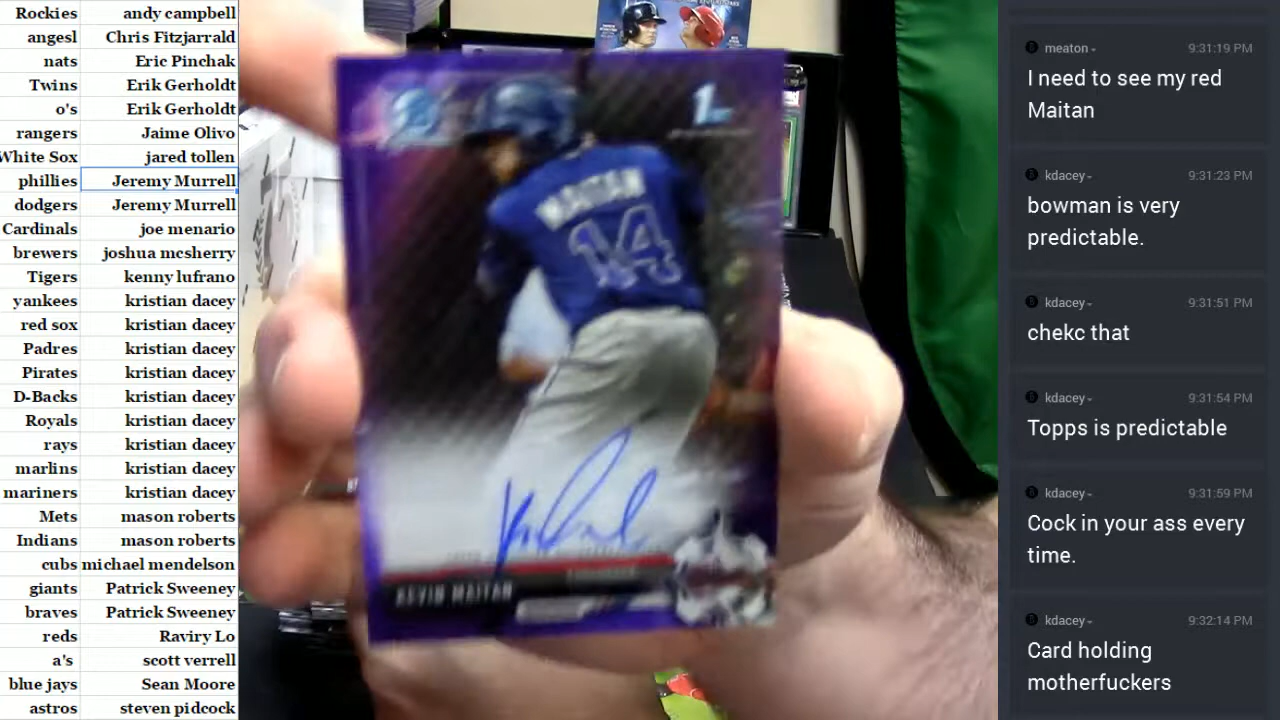 Rockies andy campbell
angesl Chris Fitzjarrald
nats Eric Pinchak
Twins Erik Gerholdt
o's Erik Gerholdt
rangers Jaime Olivo
White Sox jared tollen
phillies Jeremy Murrell
dodgers Jeremy Murrell
Cardinals joe menario
brewers joshua mcsherry
Tigers kenny lufrano
yankees kristian dacey
red sox kristian dacey
Padres kristian dacey
Pirates kristian dacey
D-Backs kristian dacey
Royals kristian dacey
rays kristian dacey
marlins kristian dacey
mariners kristian dacey
Mets mason roberts
Indians mason roberts
cubs michael mendelson
giants Patrick Sweeney
braves Patrick Sweeney
reds Raviry Lo
a's scott verrell
blue jays Sean Moore
astros steven pidcock
1st
MAITAN
14
KEVIN MAITAN
meaton 9:31:19 PM
I need to see my red
Maitan
kdacey 9:31:23 PM
bowman is very
predictable.
kdacey 9:31:51 PM
chekc that
kdacey 9:31:54 PM
Topps is predictable
kdacey 9:31:59 PM
Cock in your ass every
time.
kdacey 9:32:14 PM
Card holding
motherfuckers